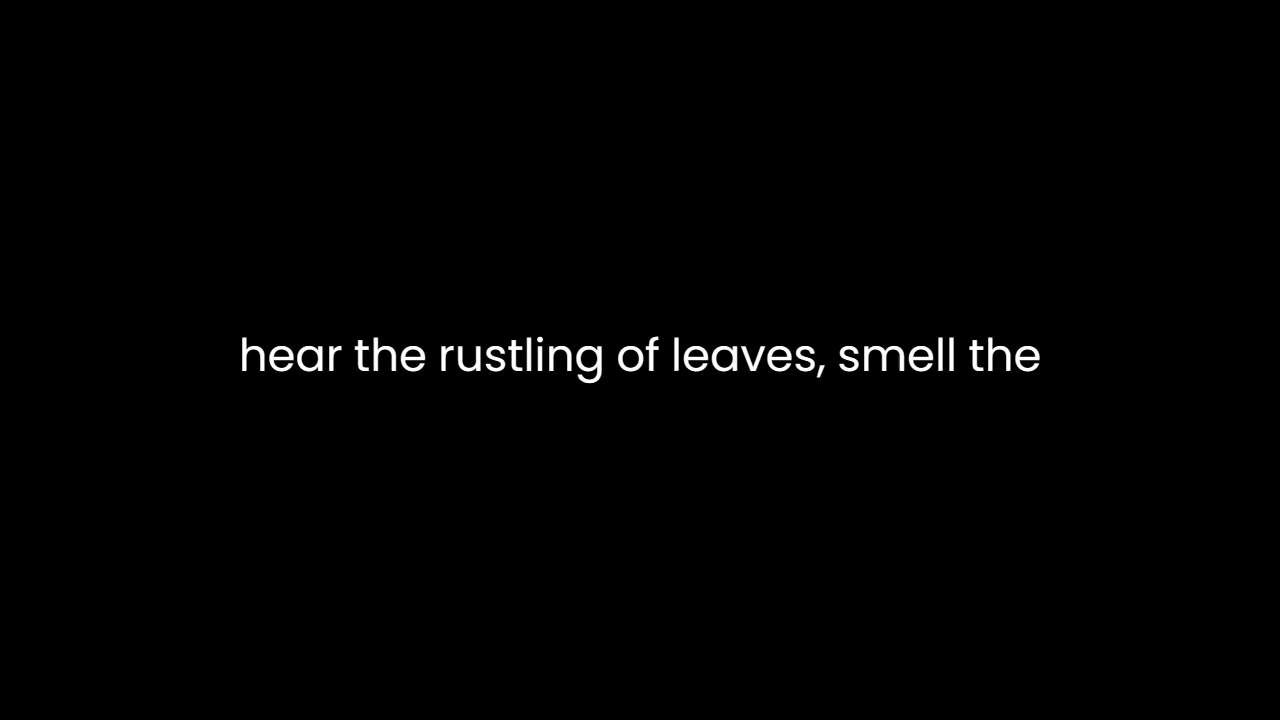 hear the rustling of leaves, smell the